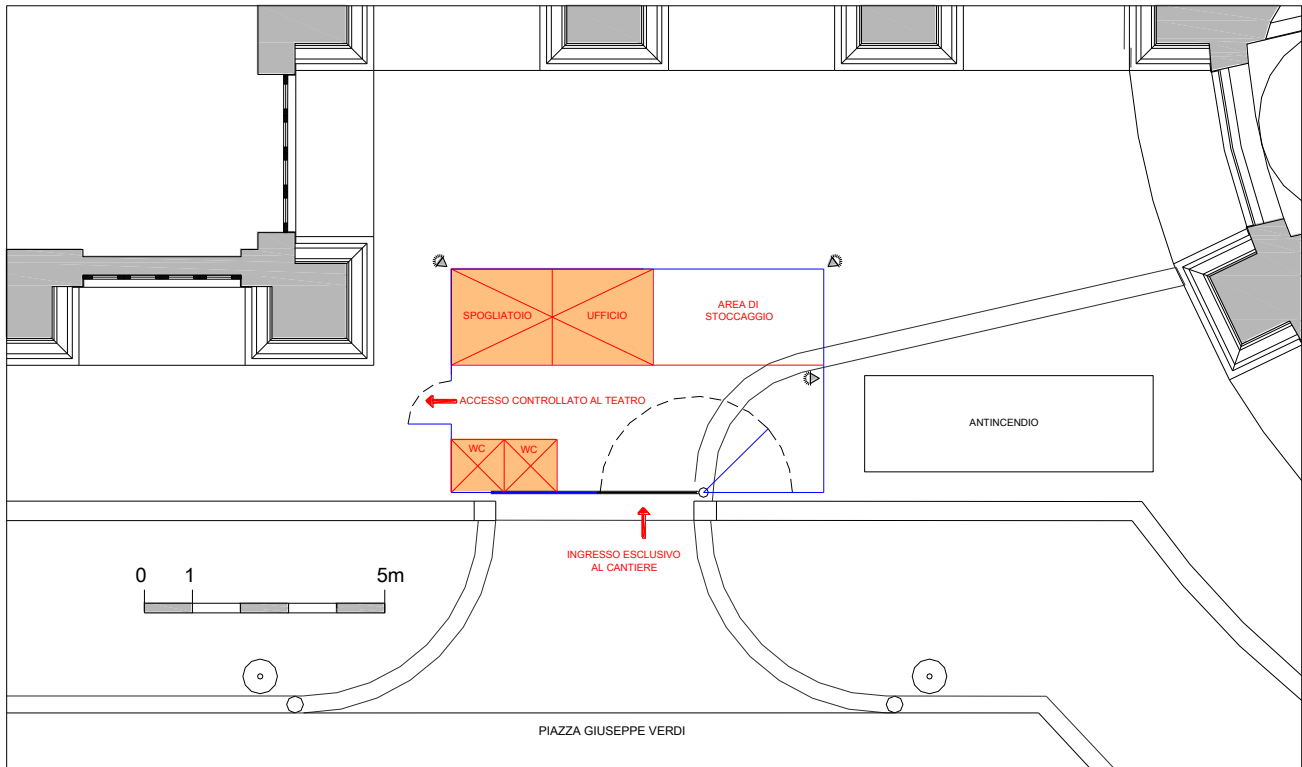 SPOGLIATOIO
UFFICIO
AREA DI
STOCCAGGIO
ACCESSO CONTROLLATO AL TEATRO
ANTINCENDIO
WC
WC
INGRESSO ESCLUSIVO
AL CANTIERE
0 1 5m
PIAZZA GIUSEPPE VERDI